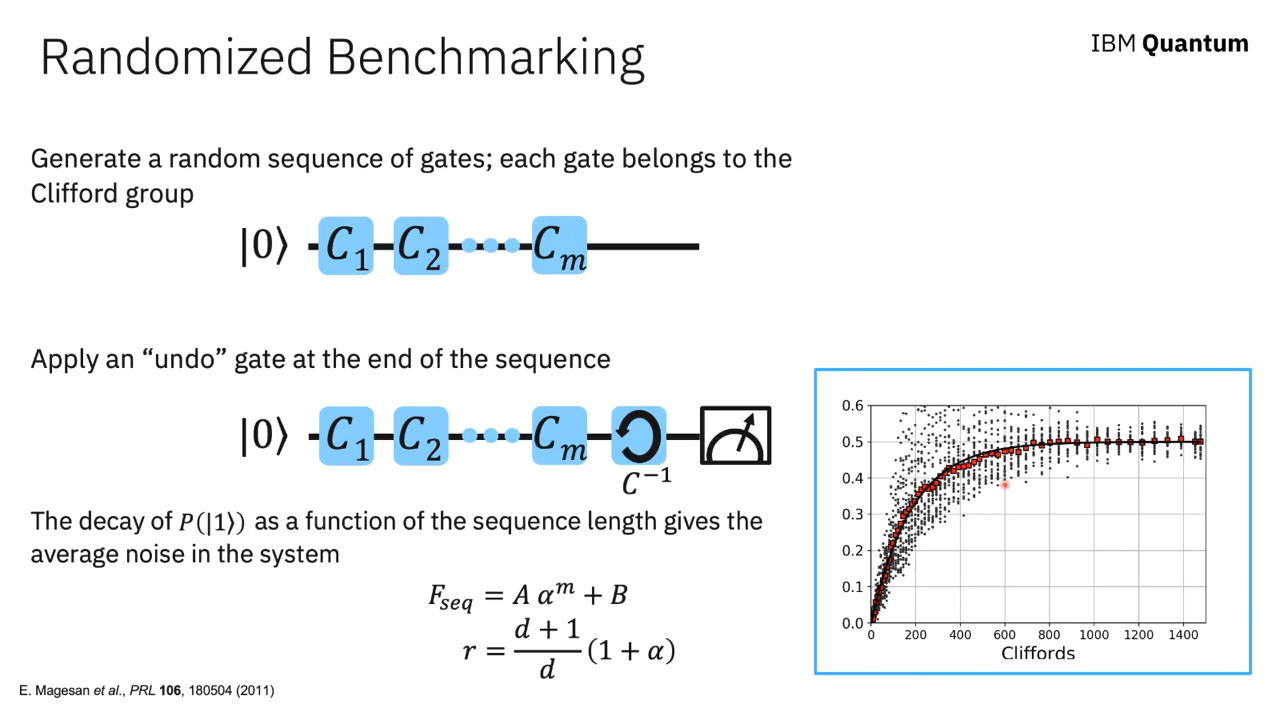 Randomized Benchmarking
IBM Quantum
Generate a random sequence of gates; each gate belongs to the
Clifford group
|0⟩ C₁ C₂ C_m
Apply an “undo” gate at the end of the sequence
|0⟩ C₁ C₂ C_m
C⁻¹
The decay of P(|1⟩) as a function of the sequence length gives the
average noise in the system
F_seq = A α^m + B
r = \frac{d + 1}{d} (1 + α)
E. Magesan et al., PRL 106, 180504 (2011)
0.6
0.5
0.4
0.3
0.2
0.1
0.0
0 200 400 600 800 1000 1200 1400
Cliffords